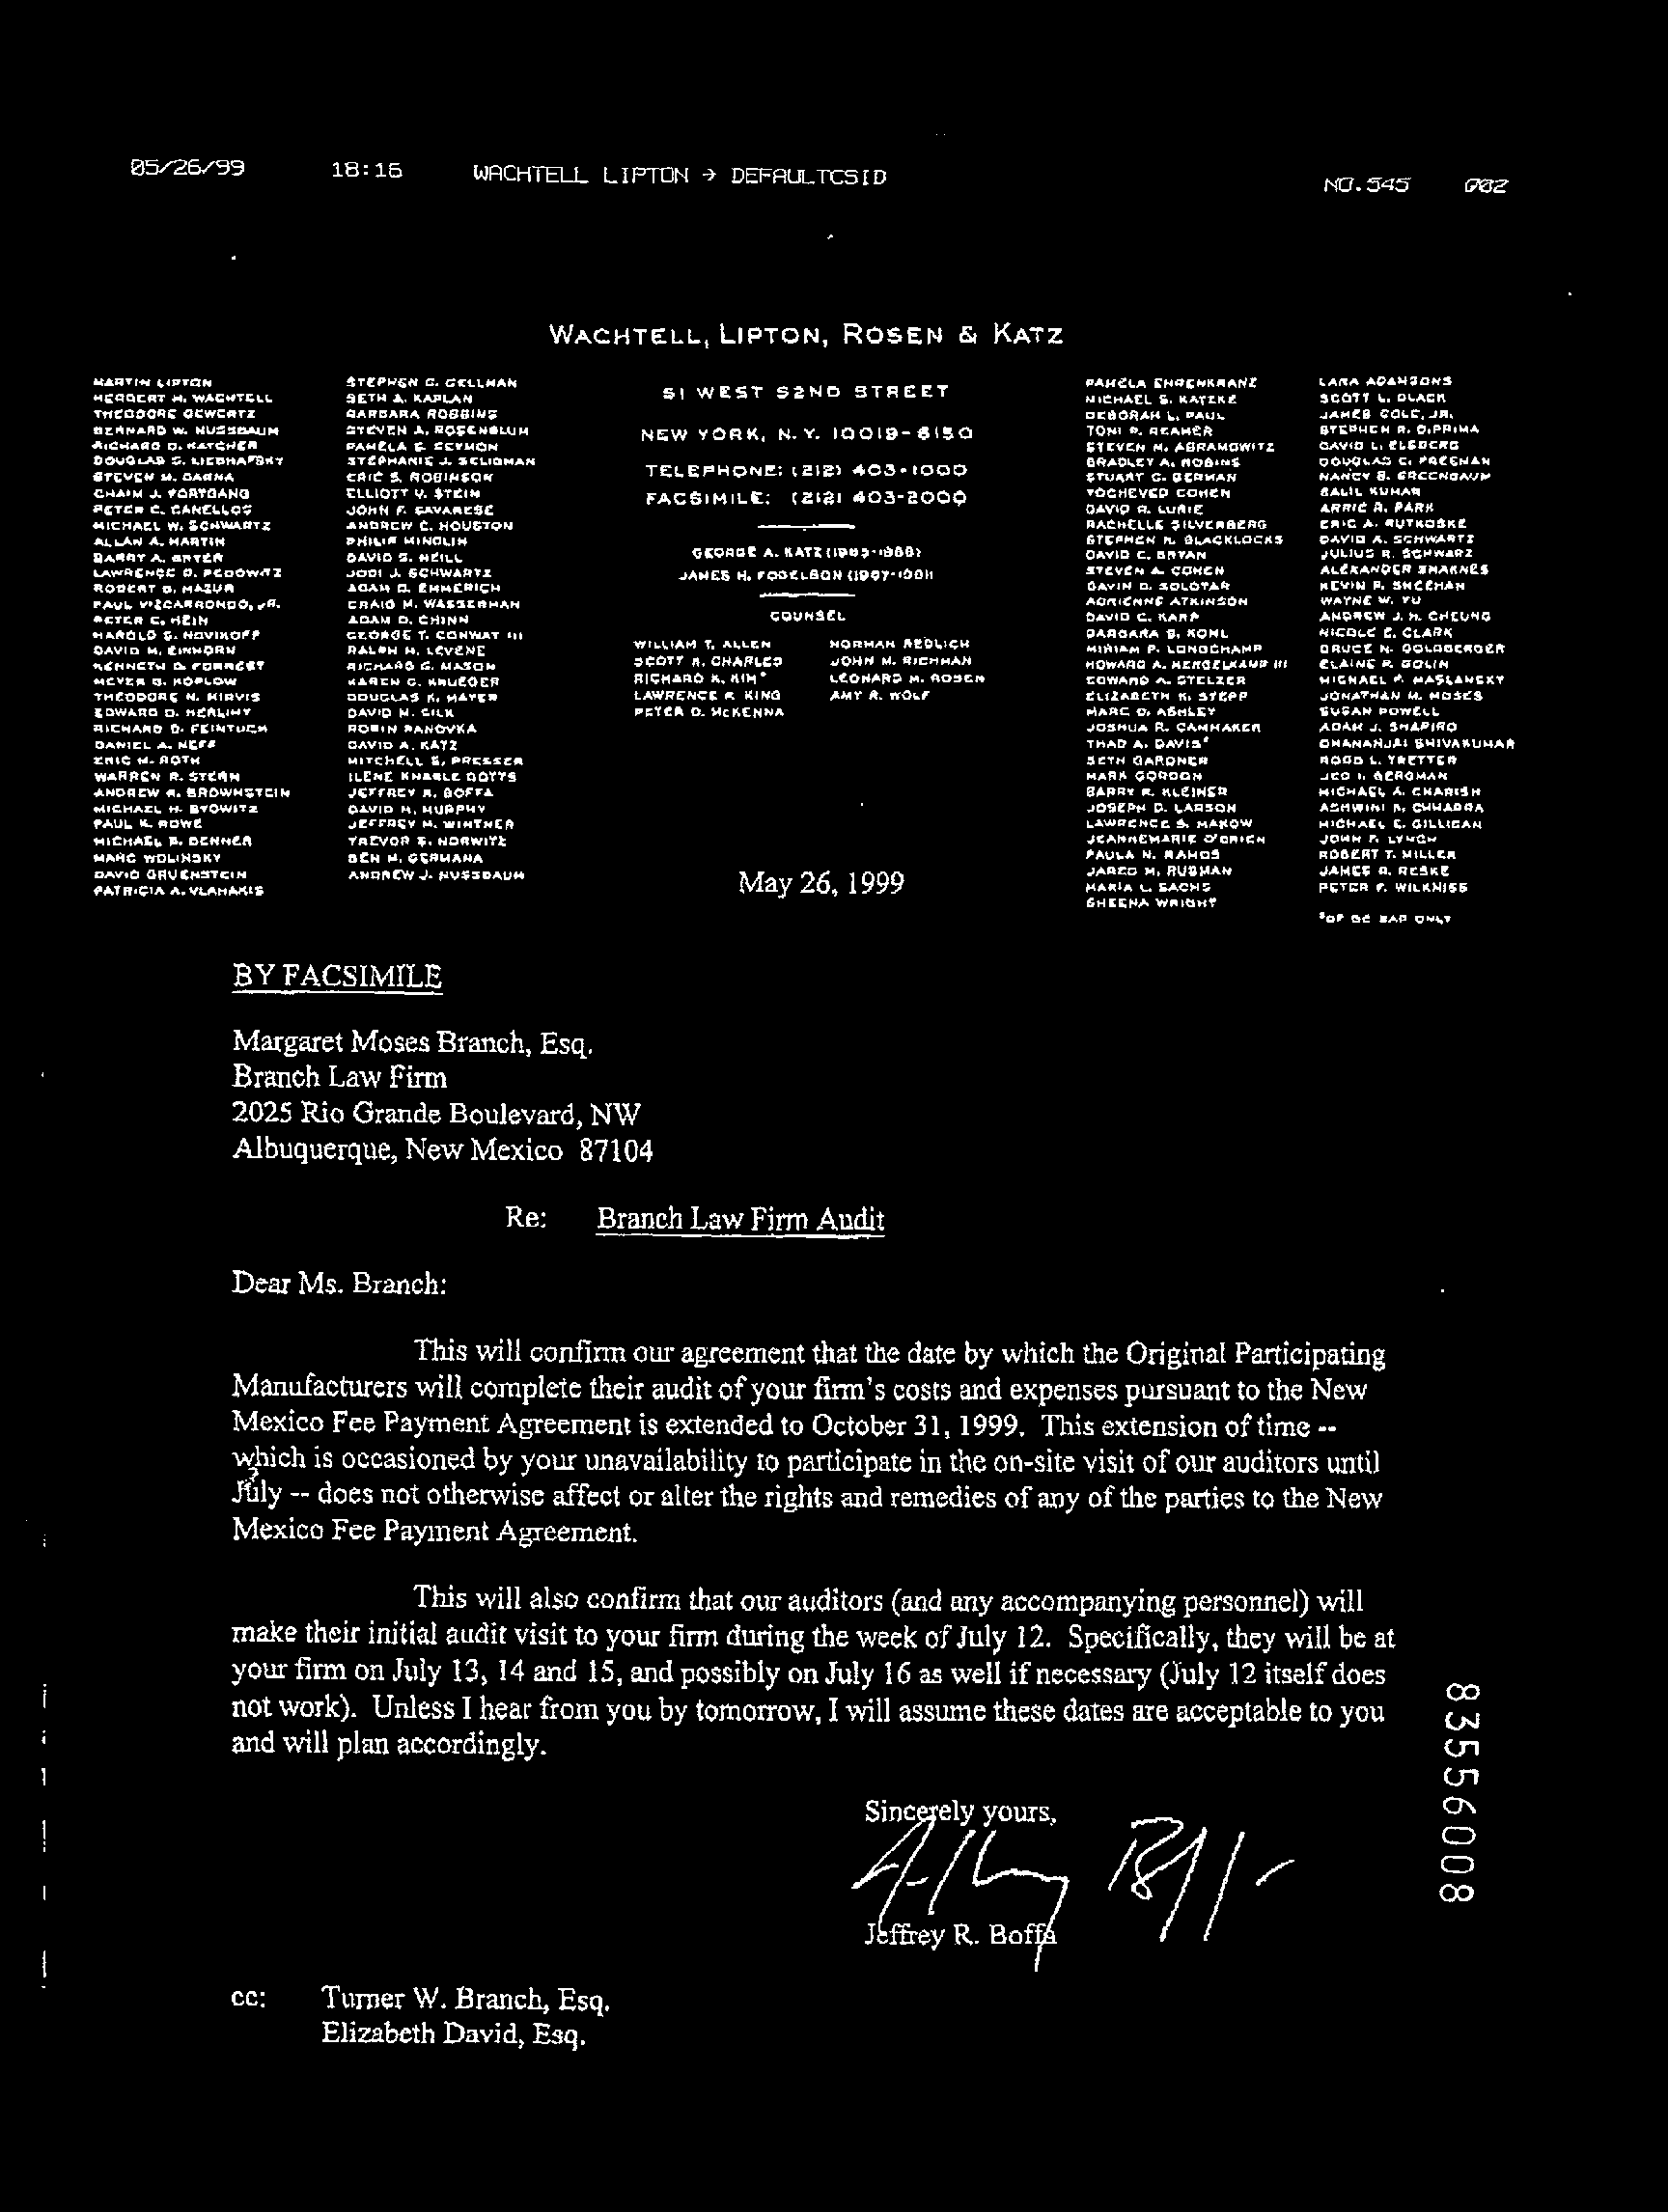 05/26/99 18:16 WACHTELL LIPTON → DEFAULTCSID NO.545 002
WACHTELL, LIPTON, ROSEN & KATZ
MARTIN LIPTON
HERBERT M. WACHTELL
THEODORE GEWERTZ
BERNARD W. NUSSBAUM
RICHARD D. KATCHER
DOUGLAS S. LIEBHAFSKY
STEVEN M. BARNA
CHAIM J. FORTGANG
PETER C. CANELLOS
MICHAEL W. SCHWARTZ
ALLAN A. MARTIN
BARRY A. BRYER
LAWRENCE B. PEDOWITZ
ROBERT B. MAZUR
PAUL VIZCARRONDO, JR.
PETER C. HEIN
HAROLD S. NOVIKOFF
DAVID M. EINHORN
KENNETH B. FORREST
MEYER G. KOPLOW
THEODORE N. MIRVIS
EDWARD D. HERLIHY
RICHARD D. FEINTUCH
DANIEL A. NEFF
ERIC M. ROTH
WARREN R. STERN
ANDREW R. BROWNSTEIN
MICHAEL H. BYOWITZ
PAUL K. ROWE
MICHAEL B. BENNER
MARC WOLINSKY
DAVID GRUENSTEIN
PATRICIA A. VLAHAKIS
STEPHEN G. GELLMAN
SETH A. KAPLAN
BARBARA ROBBINS
STEVEN A. ROSENBLUM
PAMELA S. SEYMON
STEPHANIE J. SELIGMAN
ERIC S. ROBINSON
ELLIOTT V. STEIN
JOHN F. SAVARESE
ANDREW C. HOUSTON
PHILIP MINDLIN
DAVID S. NEILL
JODI J. SCHWARTZ
ADAM O. EMMERICH
CRAIG M. WASSERMAN
ADAM D. CHINN
GEORGE T. CONWAY III
RALPH M. LEVENE
RICHARD G. MASON
KAREN G. KRUEGER
DOUGLAS K. MAYER
DAVID M. SILK
ROBIN PANOVKA
DAVID A. KATZ
MITCHELL S. PRESSER
ILENE KNABLE GOTTS
JEFFREY R. BOFFA
DAVID M. MURPHY
JEFFREY M. WINTNER
TREVOR S. NORWITZ
BEN M. GERMANA
ANDREW J. NUSSBAUM
51 WEST 52ND STREET
NEW YORK, N.Y. 10019-6150
TELEPHONE: (212) 403-1000
FACSIMILE: (212) 403-2000
GEORGE A. KATZ (1965-1989)
JAMES H. FOGELSON (1967-1991)
COUNSEL
WILLIAM T. ALLEN NORMAN REDLICH
SCOTT R. CHARLES JOHN M. RICHMAN
RICHARD K. KIM* LEONARD M. ROSEN
LAWRENCE R. KING AMY R. WOLF
PETER D. McKENNA
PAMELA EHRENKRANZ
MICHAEL S. KATZKE
DEBORAH L. PAUL
TONI P. REAMER
STEVEN M. ABRAMOWITZ
BRADLEY A. ROBINS
STUART C. BERMAN
YOCHEVED COHEN
DAVID R. LURIE
RACHELLE SILVERBERG
STEPHEN R. BLACKLOCKS
DAVID C. BRYAN
STEVEN A. COHEN
GAVIN D. SOLOTAR
ADRIENNE ATKINSON
DAVID C. KARP
BARBARA B. KOHL
MIRIAM P. LONGCHAMP
HOWARD A. MERGELKAMP III
EDWARD A. STELZER
ELIZABETH K. STEPP
MARC D. ASHLEY
JOSHUA R. CAMMAKER
THAD A. DAVIS*
SETH GARDNER
MARK GORDON
BARRY R. KLEINER
JOSEPH D. LARSON
LAWRENCE S. MAKOW
JEANNEMARIE O'BRIEN
PAULA N. RAMOS
JARED M. RUSMAN
MARIA L. SACHS
SHEENA WRIGHT
LARA ADAMSONS
SCOTT L. BLACK
JAMES COLE, JR.
STEPHEN R. DiPRIMA
DAVID L. ELSBERG
DOUGLAS C. FREEMAN
NANCY B. GREENBAUM
SALIL KUMAR
ARRIE R. PARK
ERIC A. RUTKOSKE
DAVID A. SCHWARTZ
JULIUS R. SCHWARZ
ALEXANDER SHAKNES
KEVIN P. SHEEHAN
WAYNE W. YU
ANDREW J. H. CHEUNG
NICOLE E. CLARK
BRUCE N. GOLDBERGER
ELAINE P. GOLIN
MICHAEL P. MASLANSKY
JONATHAN M. MOSES
SUSAN POWELL
ADAM J. SHAPIRO
DHANANJAI SHIVAKUMAR
ROGG L. TRETTER
JED I. BERGMAN
MICHAEL A. CHARISH
ASHWINI N. CHHABRA
MICHAEL E. GILLIGAN
JOHN F. LYNCH
ROBERT T. MILLER
JAMES R. RESKE
PETER F. WILKNISS
*OF DC BAR ONLY
May 26, 1999
BY FACSIMILE
Margaret Moses Branch, Esq.
Branch Law Firm
2025 Rio Grande Boulevard, NW
Albuquerque, New Mexico 87104
Re: Branch Law Firm Audit
Dear Ms. Branch:
This will confirm our agreement that the date by which the Original Participating
Manufacturers will complete their audit of your firm's costs and expenses pursuant to the New
Mexico Fee Payment Agreement is extended to October 31, 1999. This extension of time --
which is occasioned by your unavailability to participate in the on-site visit of our auditors until
July -- does not otherwise affect or alter the rights and remedies of any of the parties to the New
Mexico Fee Payment Agreement.
This will also confirm that our auditors (and any accompanying personnel) will
make their initial audit visit to your firm during the week of July 12. Specifically, they will be at
your firm on July 13, 14 and 15, and possibly on July 16 as well if necessary (July 12 itself does
not work). Unless I hear from you by tomorrow, I will assume these dates are acceptable to you
and will plan accordingly.
Sincerely yours,
Jeffrey R. Boffa
cc: Turner W. Branch, Esq.
Elizabeth David, Esq.
83556008